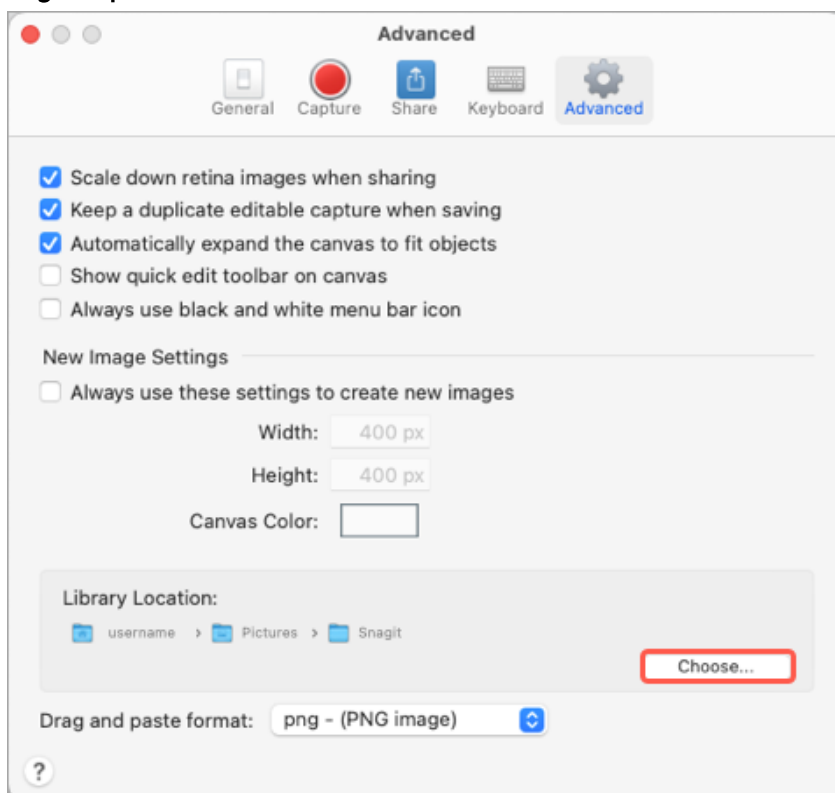 Advanced
General Capture Share Keyboard Advanced
Scale down retina images when sharing
Keep a duplicate editable capture when saving
Automatically expand the canvas to fit objects
Show quick edit toolbar on canvas
Always use black and white menu bar icon
New Image Settings
Always use these settings to create new images
Width: 400 px
Height: 400 px
Canvas Color:
Library Location:
username › Pictures › Snagit
Choose...
Drag and paste format: png - (PNG image)
?